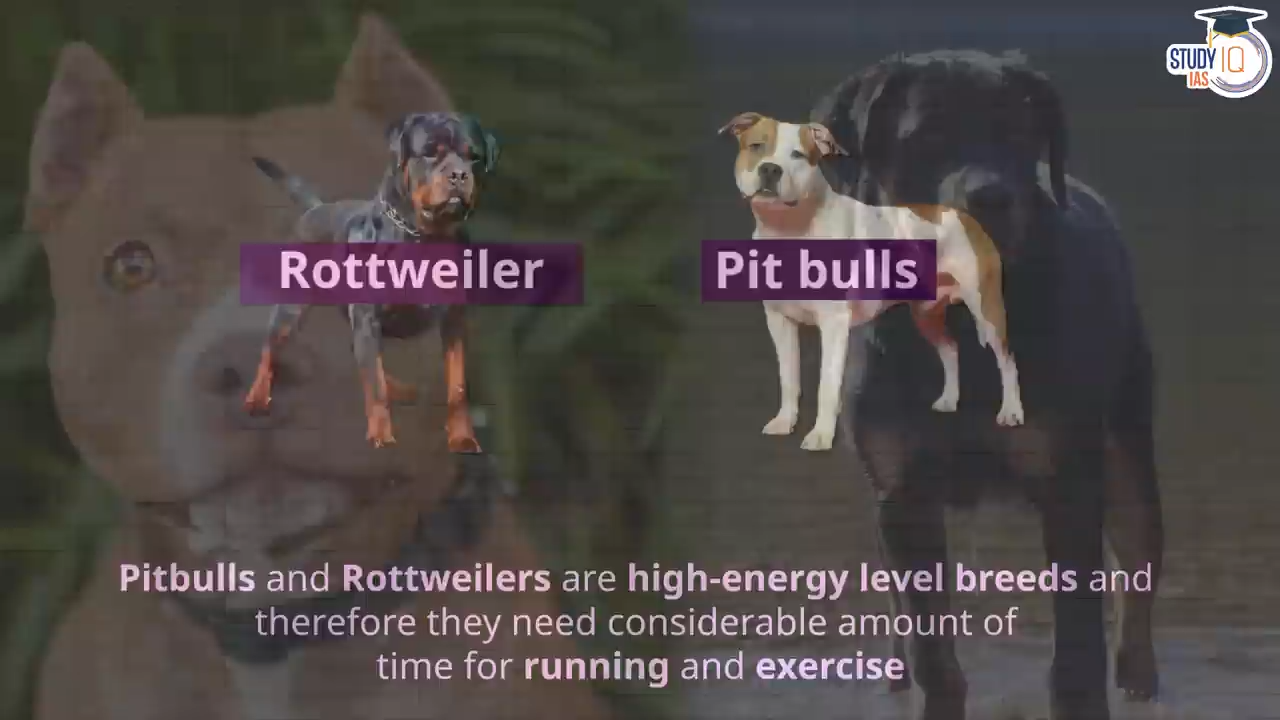 STUDY IQ
IAS
Rottweiler
Pit bulls
Pitbulls and Rottweilers are high-energy level breeds and
therefore they need considerable amount of
time for running and exercise